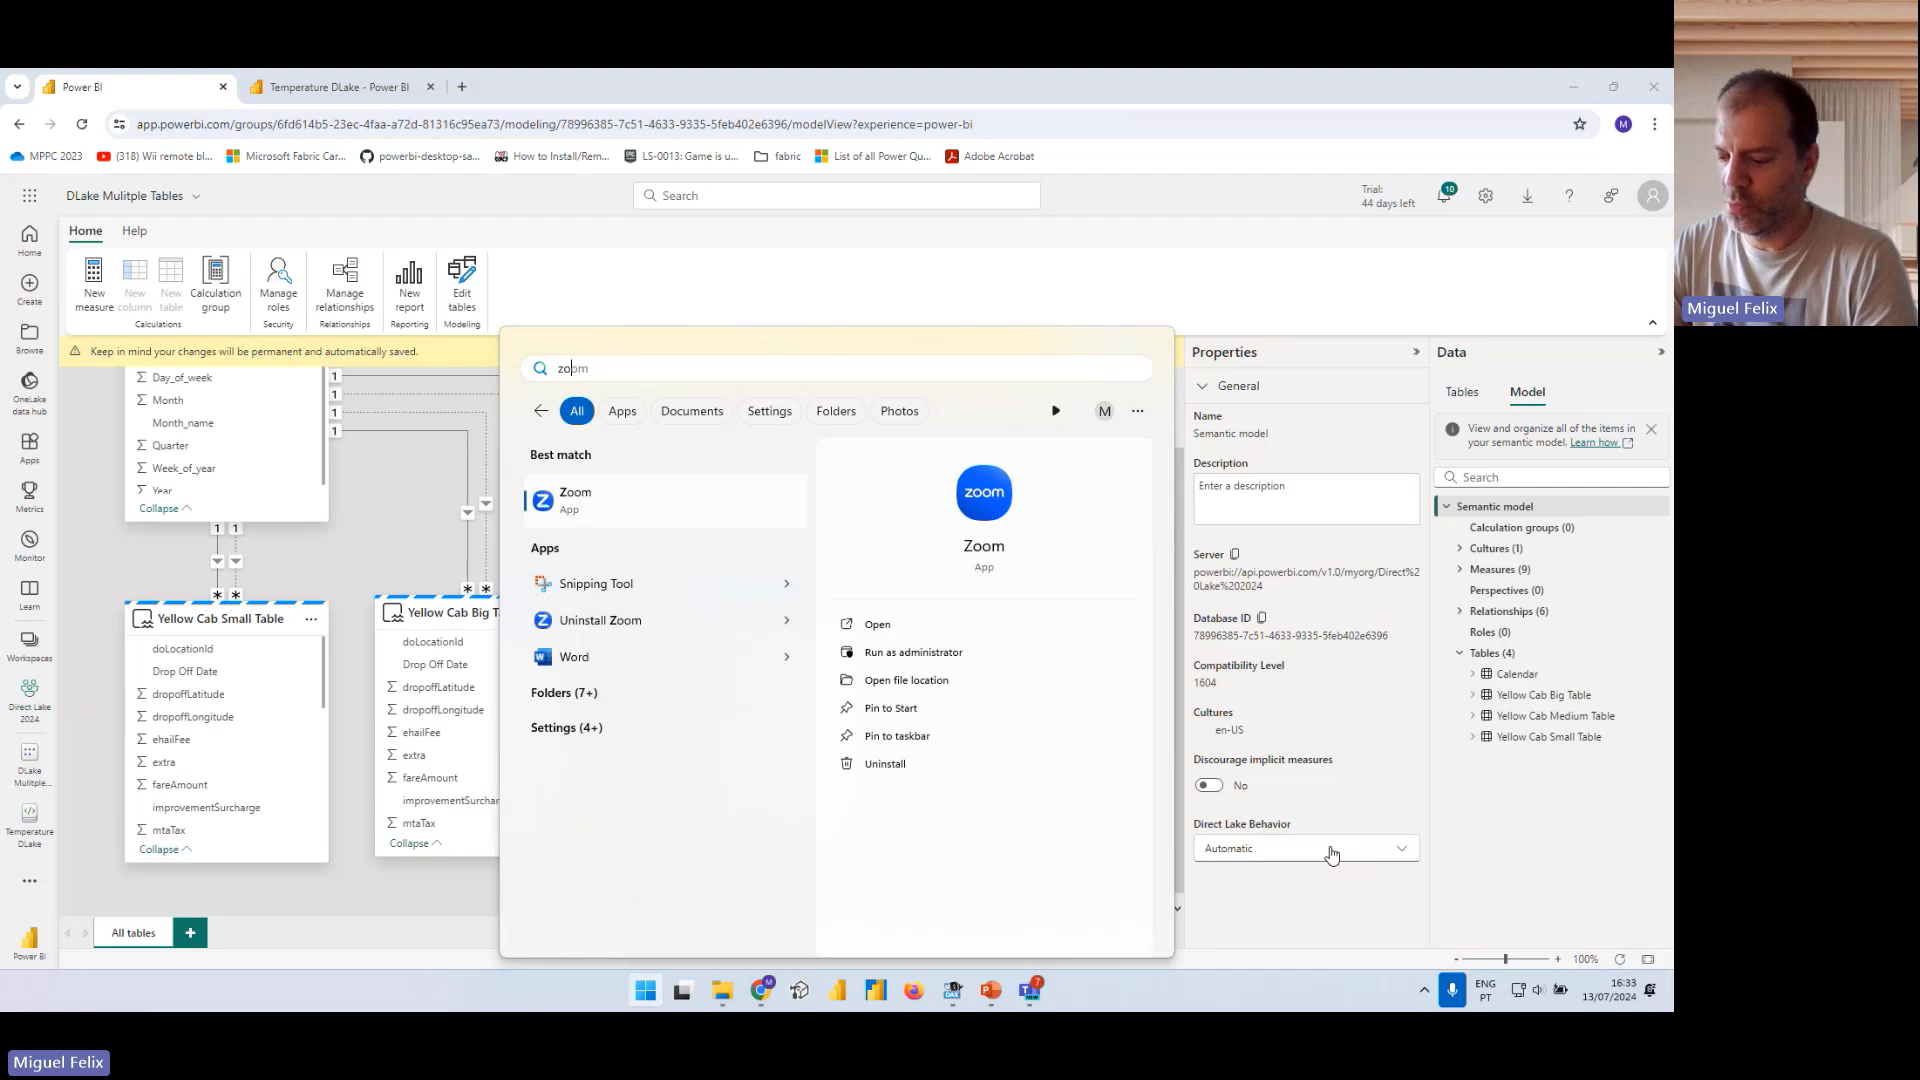 Power BI
Temperature DLake - Power BI
app.powerbi.com/groups/6fd614b5-23ec-4faa-a72d-81316c95ea73/modeling/78996385-7c51-4633-9335-5feb402e6396/modelView?experience=power-bi
M
MPPC 2023
(318) Wii remote bl...
Microsoft Fabric Car...
powerbi-desktop-sa...
How to Install/Rem...
LS-0013: Game is u...
fabric
List of all Power Qu...
Adobe Acrobat
DLake Mulitple Tables
Search
Trial:
44 days left
10
Home
Help
New
measure
New
column
New
table
Calculation
group
Calculations
Manage
roles
Security
Manage
relationships
Relationships
New
report
Reporting
Edit
tables
Modeling
Keep in mind your changes will be permanent and automatically saved.
Home
Create
Browse
OneLake
data hub
Apps
Metrics
Monitor
Learn
Workspaces
Direct Lake
2024
DLake
Mulitple...
Temperature
DLake
Power BI
Day_of_week
Month
Month_name
Quarter
Week_of_year
Year
Collapse
1
1
1
1
1 1
* *
* *
Yellow Cab Small Table
doLocationId
Drop Off Date
dropoffLatitude
dropoffLongitude
ehailFee
extra
fareAmount
improvementSurcharge
mtaTax
Collapse
Yellow Cab Big T
doLocationId
Drop Off Date
dropoffLatitude
dropoffLongitude
ehailFee
extra
fareAmount
improvementSurchar
mtaTax
Collapse
All tables
zoom
All
Apps
Documents
Settings
Folders
Photos
M
Best match
Zoom
App
Apps
Snipping Tool
Uninstall Zoom
Word
Folders (7+)
Settings (4+)
zoom
Zoom
App
Open
Run as administrator
Open file location
Pin to Start
Pin to taskbar
Uninstall
Properties
General
Name
Semantic model
Description
Enter a description
Server
powerbi://api.powerbi.com/v1.0/myorg/Direct%2
0Lake%202024
Database ID
78996385-7c51-4633-9335-5feb402e6396
Compatibility Level
1604
Cultures
en-US
Discourage implicit measures
No
Direct Lake Behavior
Automatic
Data
Tables
Model
View and organize all of the items in
your semantic model. Learn how
Search
Semantic model
Calculation groups (0)
Cultures (1)
Measures (9)
Perspectives (0)
Relationships (6)
Roles (0)
Tables (4)
Calendar
Yellow Cab Big Table
Yellow Cab Medium Table
Yellow Cab Small Table
- + 100%
ENG
PT
16:33
13/07/2024
7
Miguel Felix
Miguel Felix